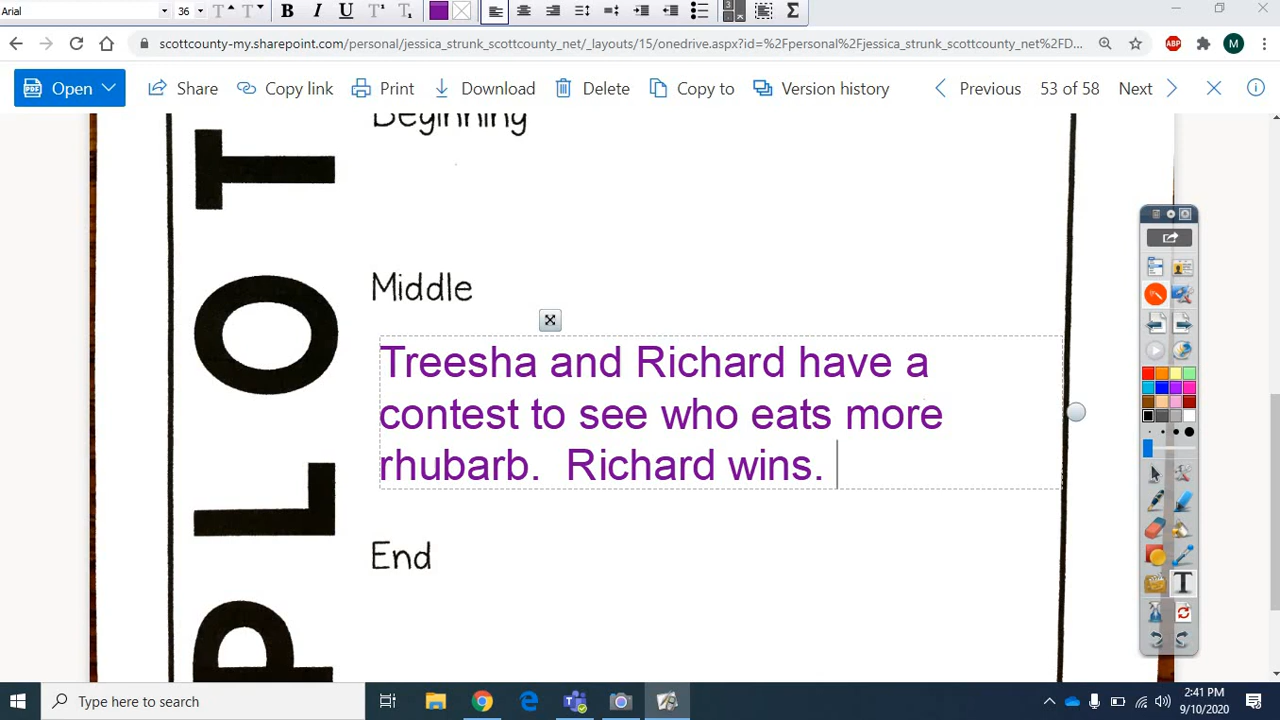 Arial 36 B I U
scottcounty-my.sharepoint.com/personal/jessica_strunk_scottcounty_net/_layouts/15/onedrive.aspx?id=%2Fpersonal%2Fjessica_strunk_scottcounty_net%2FD...
ABP M
Open Share Copy link Print Download Delete Copy to Version history Previous 53 of 58 Next
Beginning
PLOT
Middle
Treesha and Richard have a
contest to see who eats more
rhubarb. Richard wins.
End
T
Type here to search
2:41 PM
9/10/2020